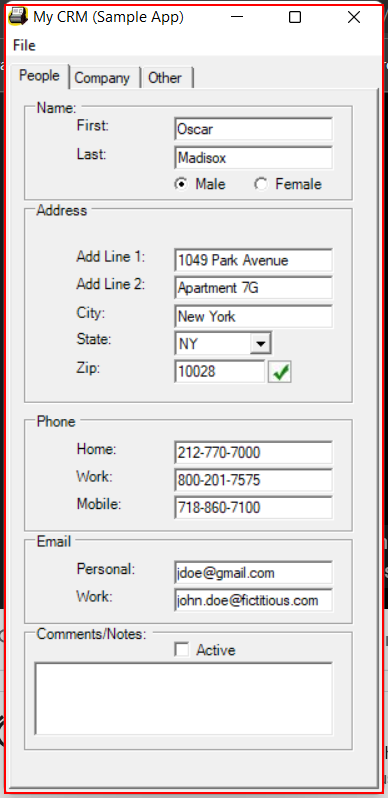 My CRM (Sample App)
File
People Company Other
Name:
First: Oscar
Last: Madisox
Male Female
Address
Add Line 1: 1049 Park Avenue
Add Line 2: Apartment 7G
City: New York
State: NY
Zip: 10028
Phone
Home: 212-770-7000
Work: 800-201-7575
Mobile: 718-860-7100
Email
Personal: jdoe@gmail.com
Work: john.doe@fictitious.com
Comments/Notes:
Active